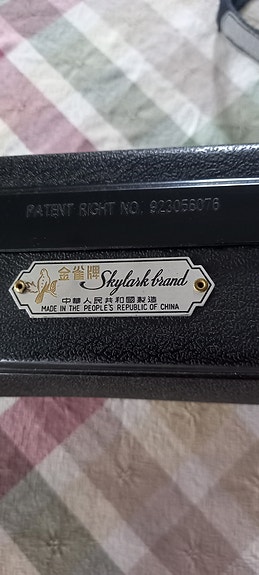 PATENT RIGHT NO. 923056076
金雀牌 Skylark brand
中華人民共和國製造
MADE IN THE PEOPLE'S REPUBLIC OF CHINA